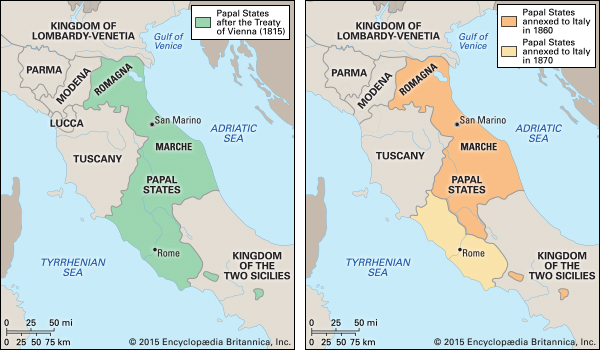 Papal States
after the Treaty
of Vienna (1815)
KINGDOM OF
LOMBARDY-VENETIA
Gulf of
Venice
PARMA
MODENA
ROMAGNA
LUCCA
San Marino
ADRIATIC
SEA
TUSCANY
MARCHE
PAPAL
STATES
Rome
TYRRHENIAN
SEA
KINGDOM
OF THE
TWO SICILIES
0 25 50 mi
0 25 50 75 km
© 2015 Encyclopædia Britannica, Inc.
Papal States
annexed to Italy
in 1860
Papal States
annexed to Italy
in 1870
KINGDOM OF
LOMBARDY-VENETIA
Gulf of
Venice
PARMA
MODENA
ROMAGNA
San Marino
ADRIATIC
SEA
TUSCANY
MARCHE
PAPAL
STATES
Rome
TYRRHENIAN
SEA
KINGDOM
OF THE
TWO SICILIES
0 25 50 mi
0 25 50 75 km
© 2015 Encyclopædia Britannica, Inc.